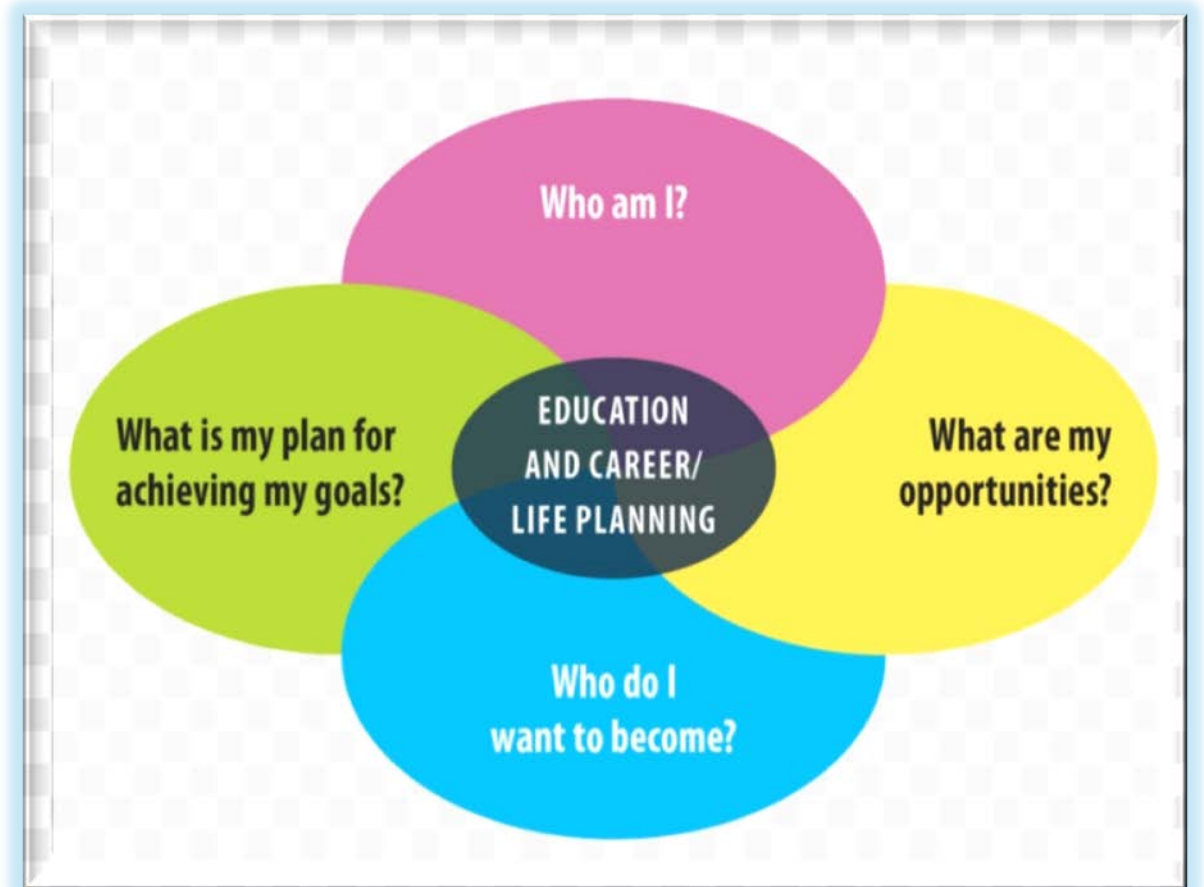 Who am I?
What is my plan for
achieving my goals?
EDUCATION
AND CAREER/
LIFE PLANNING
What are my
opportunities?
Who do I
want to become?